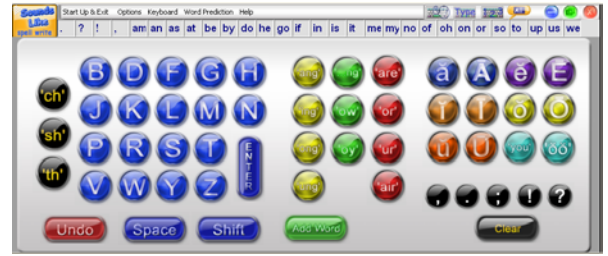 Sounds Like
spell write
Start Up & Exit Options Keyboard Word Prediction Help Type
. ? ! , am an as at be by do he go if in is it me my no of oh on or so to up us we
B D F G H 'ng' 'are' ă Ā ĕ Ē
'ch'
J K L M N 'ow' 'or' Ī Ō
'sh'
P R S T 'oy' 'ur' Ū 'oo'
ENTER
'th'
V W Y Z 'air' , . ; ! ?
Undo Space Shift Add Word Clear